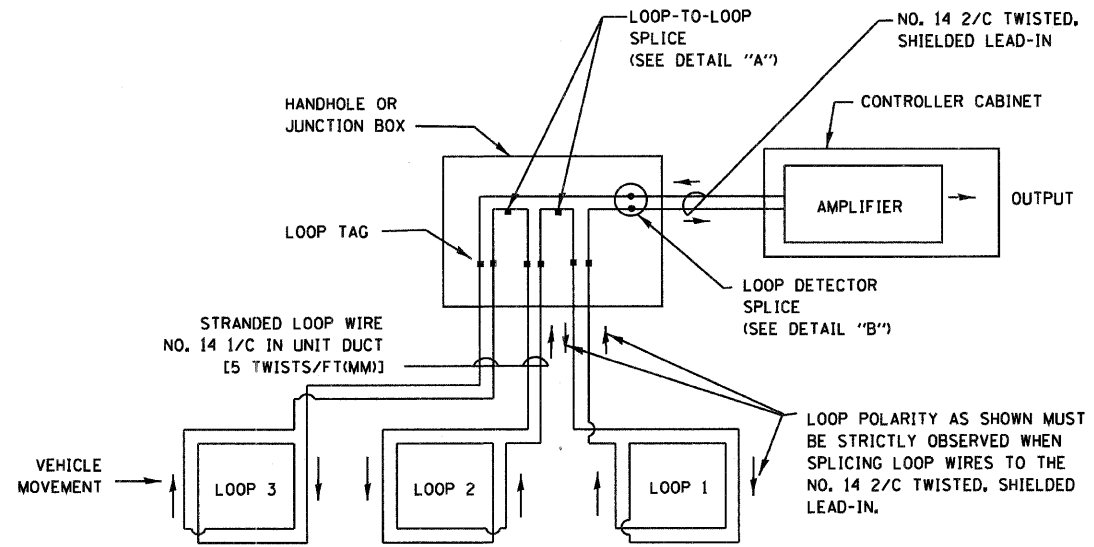 LOOP-TO-LOOP
SPLICE
(SEE DETAIL "A")
NO. 14 2/C TWISTED,
SHIELDED LEAD-IN
HANDHOLE OR
JUNCTION BOX
CONTROLLER CABINET
AMPLIFIER
OUTPUT
LOOP TAG
LOOP DETECTOR
SPLICE
(SEE DETAIL "B")
STRANDED LOOP WIRE
NO. 14 1/C IN UNIT DUCT
[5 TWISTS/FT(MM)]
LOOP POLARITY AS SHOWN MUST
BE STRICTLY OBSERVED WHEN
SPLICING LOOP WIRES TO THE
NO. 14 2/C TWISTED, SHIELDED
LEAD-IN.
VEHICLE
MOVEMENT
LOOP 3
LOOP 2
LOOP 1